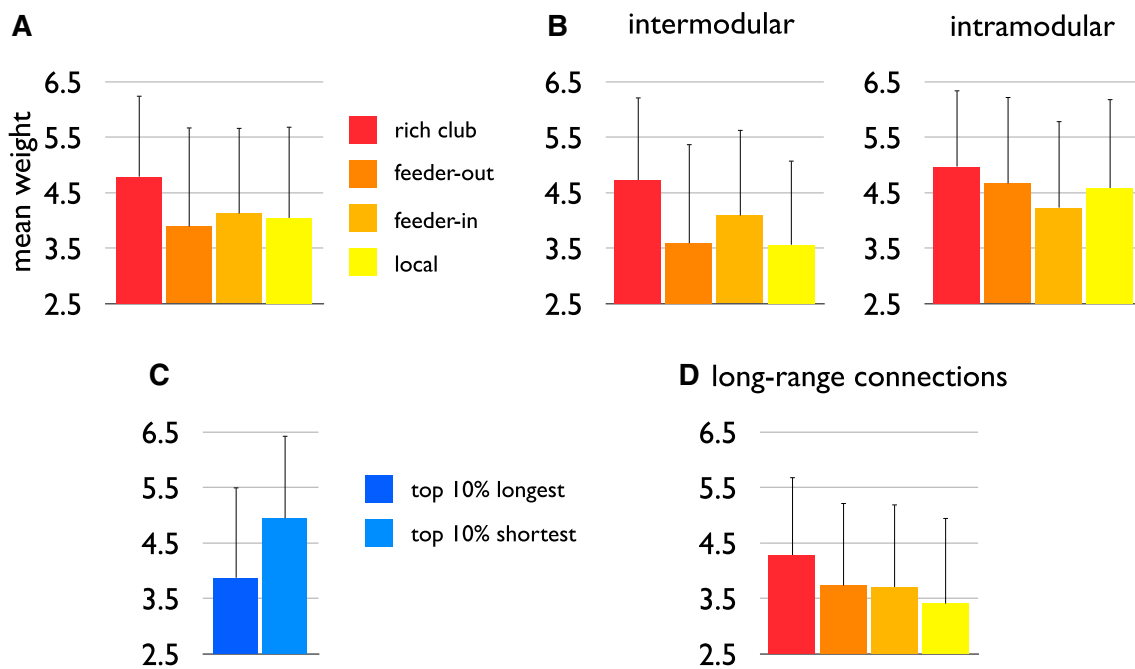 A
mean weight
6.5
5.5
4.5
3.5
2.5
rich club
feeder-out
feeder-in
local
B
intermodular
6.5
5.5
4.5
3.5
2.5
intramodular
6.5
5.5
4.5
3.5
2.5
C
6.5
5.5
4.5
3.5
2.5
top 10% longest
top 10% shortest
D long-range connections
6.5
5.5
4.5
3.5
2.5